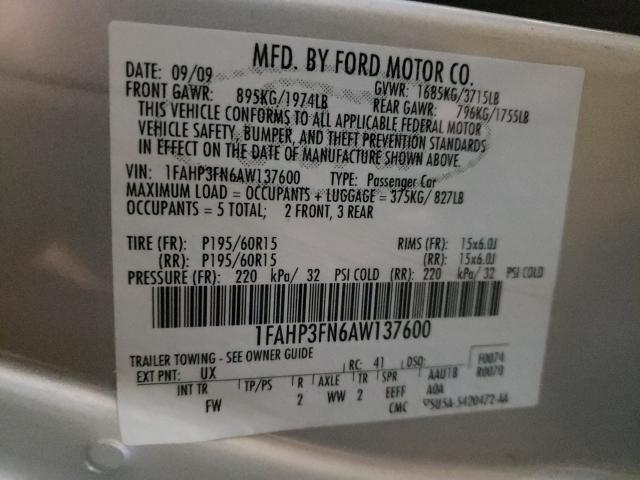 MFD. BY FORD MOTOR CO.
DATE: 09/09 GVWR: 1685KG/3715LB
FRONT GAWR: 895KG/1974LB REAR GAWR: 796KG/1755LB
THIS VEHICLE CONFORMS TO ALL APPLICABLE FEDERAL MOTOR
VEHICLE SAFETY, BUMPER, AND THEFT PREVENTION STANDARDS
IN EFFECT ON THE DATE OF MANUFACTURE SHOWN ABOVE.
VIN: 1FAHP3FN6AW137600 TYPE: Passenger Car
MAXIMUM LOAD = OCCUPANTS + LUGGAGE = 375KG/ 827LB
OCCUPANTS = 5 TOTAL; 2 FRONT, 3 REAR
TIRE (FR): P195/60R15 RIMS (FR): 15x6.0J
(RR): P195/60R15 (RR): 15x6.0J
PRESSURE (FR): 220 kPa/ 32 PSI COLD (RR): 220 kPa/ 32 PSI COLD
1FAHP3FN6AW137600
TRAILER TOWING - SEE OWNER GUIDE
EXT PNT: UX RC: 41 DSO: F0074
INT TR TP/PS R AXLE TR SPR AAUTB R0070
FW 2 WW 2 EEFF AOA
CMC 5U5A-5420472-AA